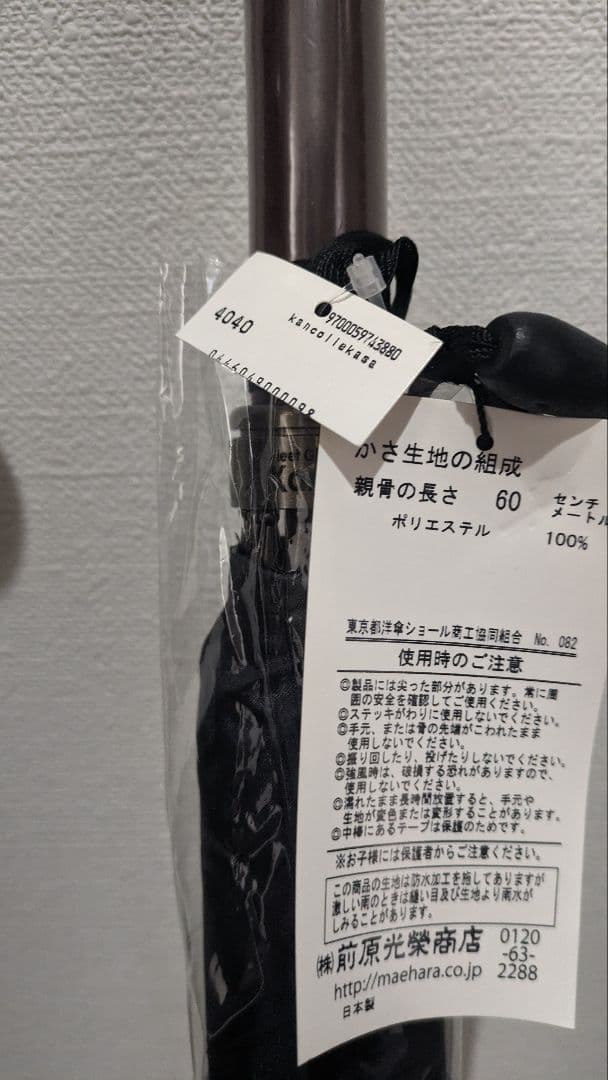 4040
9700059743880
kancollekasa
0446049000098
かさ生地の組成
親骨の長さ 60 センチメートル
ポリエステル 100%
東京都洋傘ショール商工協同組合 No. 082
使用時のご注意
◎製品には尖った部分があります。常に周
囲の安全を確認してご使用ください。
◎ステッキがわりに使用しないでください。
◎手元、または骨の先端がこわれたまま
使用しないでください。
◎振り回したり、投げたりしないでください。
◎強風時は、破損する恐れがありますので、
使用しないでください。
◎濡れたまま長時間放置すると、手元や
生地が変色または変形することがあります。
◎中棒にあるテープは保護のためです。
※お子様には保護者からご注意ください。
この商品の生地は防水加工を施してありますが
激しい雨のときは縫い目及び生地より雨水が
しみることがあります。
(株)前原光榮商店 0120-63-2288
http://maehara.co.jp
日本製